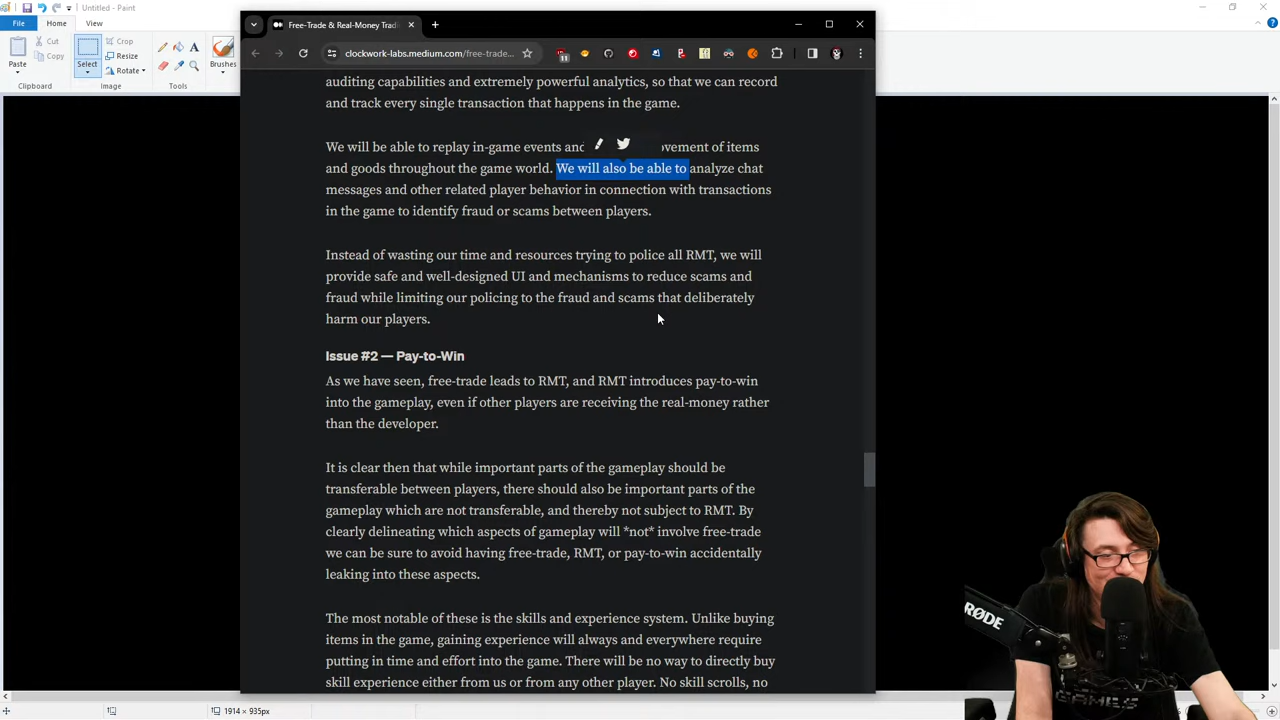 Untitled - Paint
File Home View
Paste
Cut
Copy
Clipboard
Select
Crop
Resize
Rotate
Image
Tools
Brushes
Free-Trade & Real-Money Tradi
clockwork-labs.medium.com/free-trade...
11
auditing capabilities and extremely powerful analytics, so that we can record
and track every single transaction that happens in the game.
We will be able to replay in-game events and ovement of items
and goods throughout the game world. We will also be able to analyze chat
messages and other related player behavior in connection with transactions
in the game to identify fraud or scams between players.
Instead of wasting our time and resources trying to police all RMT, we will
provide safe and well-designed UI and mechanisms to reduce scams and
fraud while limiting our policing to the fraud and scams that deliberately
harm our players.
Issue #2 — Pay-to-Win
As we have seen, free-trade leads to RMT, and RMT introduces pay-to-win
into the gameplay, even if other players are receiving the real-money rather
than the developer.
It is clear then that while important parts of the gameplay should be
transferable between players, there should also be important parts of the
gameplay which are not transferable, and thereby not subject to RMT. By
clearly delineating which aspects of gameplay will *not* involve free-trade
we can be sure to avoid having free-trade, RMT, or pay-to-win accidentally
leaking into these aspects.
The most notable of these is the skills and experience system. Unlike buying
items in the game, gaining experience will always and everywhere require
putting in time and effort into the game. There will be no way to directly buy
skill experience either from us or from any other player. No skill scrolls, no
RØDE
GAMES
1914 × 935px